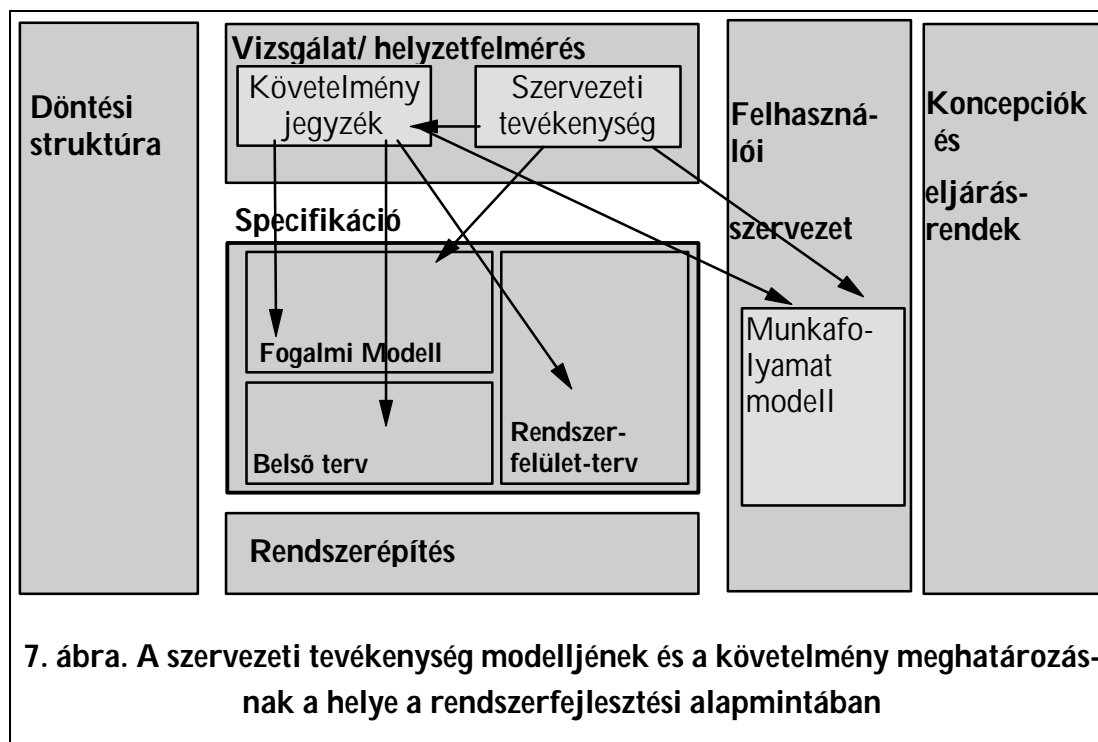 Döntési
struktúra
Vizsgálat/ helyzetfelmérés
Követelmény
jegyzék
Szervezeti
tevékenység
Specifikáció
Fogalmi Modell
Belső terv
Rendszer-
felület-terv
Rendszerépítés
Felhaszná-
lói
szervezet
Munkafo-
lyamat
modell
Koncepciók
és
eljárás-
rendek
7. ábra. A szervezeti tevékenység modelljének és a követelmény meghatározás-
nak a helye a rendszerfejlesztési alapmintában